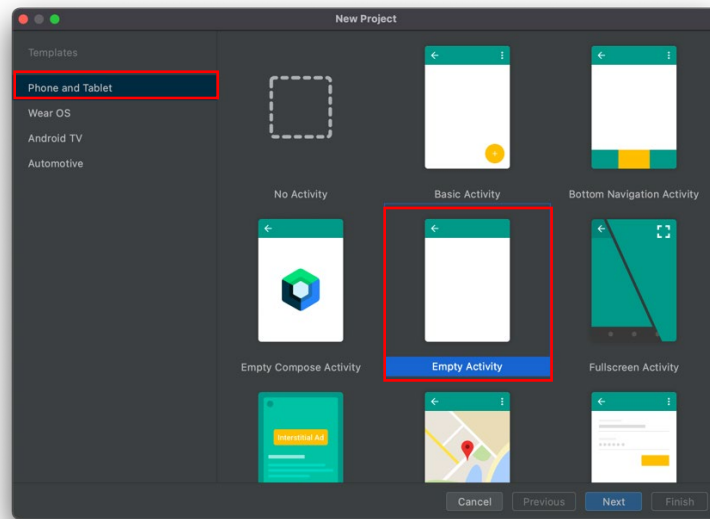 New Project
Templates
Phone and Tablet
Wear OS
Android TV
Automotive
No Activity
Basic Activity
Bottom Navigation Activity
Empty Compose Activity
Empty Activity
Fullscreen Activity
Interstitial Ad
Cancel
Previous
Next
Finish